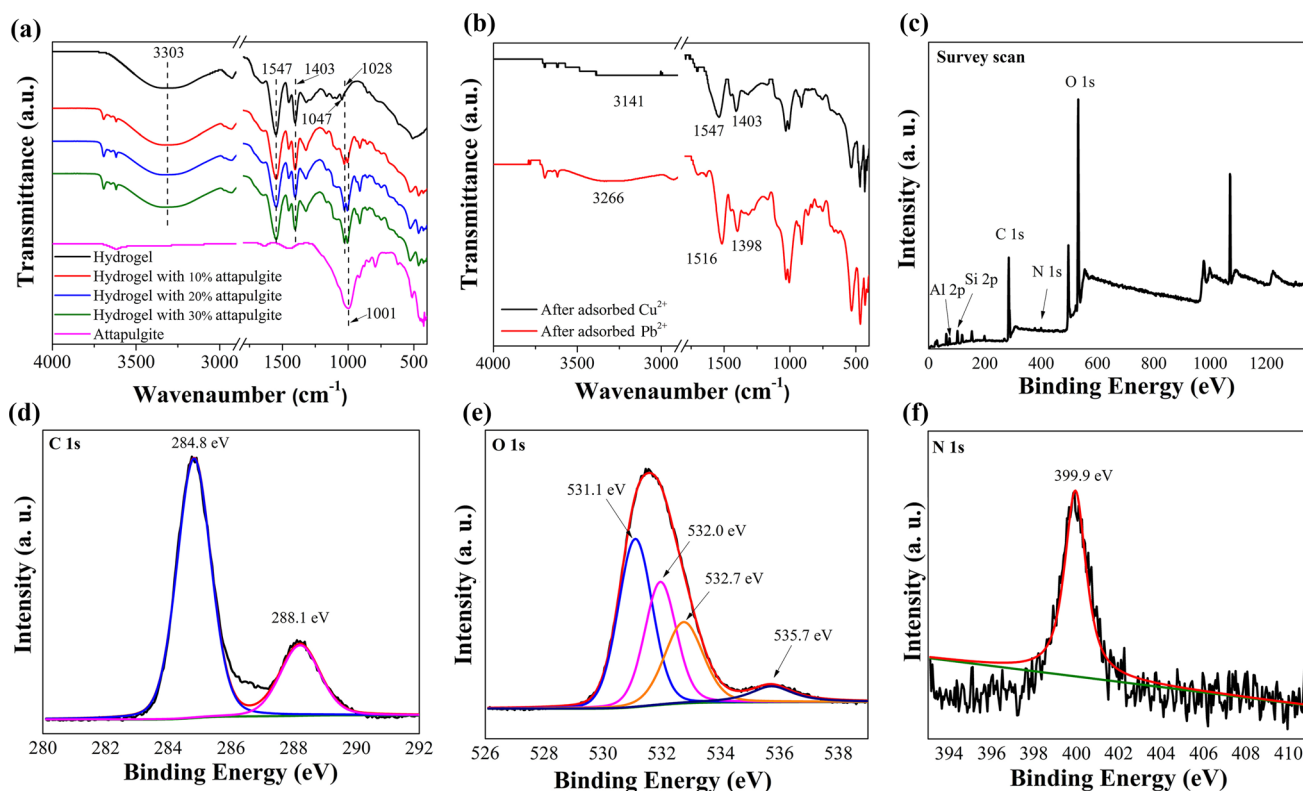 (a)
3303
1547
1403
1028
1047
Hydrogel
Hydrogel with 10% attapulgite
Hydrogel with 20% attapulgite
Hydrogel with 30% attapulgite
Attapulgite
1001
Transmittance (a.u.)
4000 3500 3000 1500 1000 500
Wavenaumber (cm⁻¹)
(b)
3141
1547
1403
3266
1516
1398
After adsorbed Cu²⁺
After adsorbed Pb²⁺
Transmittance (a.u.)
4000 3500 3000 1500 1000 500
Wavenaumber (cm⁻¹)
(c)
Survey scan
O 1s
C 1s
N 1s
Si 2p
Al 2p
Intensity (a. u.)
0 200 400 600 800 1000 1200
Binding Energy (eV)
(d)
C 1s
284.8 eV
288.1 eV
Intensity (a. u.)
280 282 284 286 288 290 292
Binding Energy (eV)
(e)
O 1s
531.1 eV
532.0 eV
532.7 eV
535.7 eV
Intensity (a. u.)
526 528 530 532 534 536 538
Binding Energy (eV)
(f)
N 1s
399.9 eV
Intensity (a. u.)
394 396 398 400 402 404 406 408 410
Binding Energy (eV)